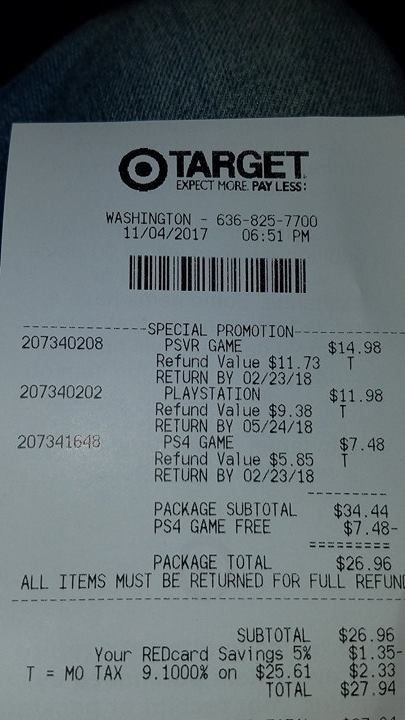 TARGET
EXPECT MORE. PAY LESS.
WASHINGTON - 636-825-7700
11/04/2017 06:51 PM
---------------SPECIAL PROMOTION-------------
207340208 PSVR GAME $14.98
Refund Value $11.73 T
RETURN BY 02/23/18
207340202 PLAYSTATION $11.98
Refund Value $9.38 T
RETURN BY 05/24/18
207341648 PS4 GAME $7.48
Refund Value $5.85 T
RETURN BY 02/23/18
---------
PACKAGE SUBTOTAL $34.44
PS4 GAME FREE $7.48-
=========
PACKAGE TOTAL $26.96
ALL ITEMS MUST BE RETURNED FOR FULL REFUND
---------------------------------------------
SUBTOTAL $26.96
Your REDcard Savings 5% $1.35-
T = MO TAX 9.1000% on $25.61 $2.33
TOTAL $27.94